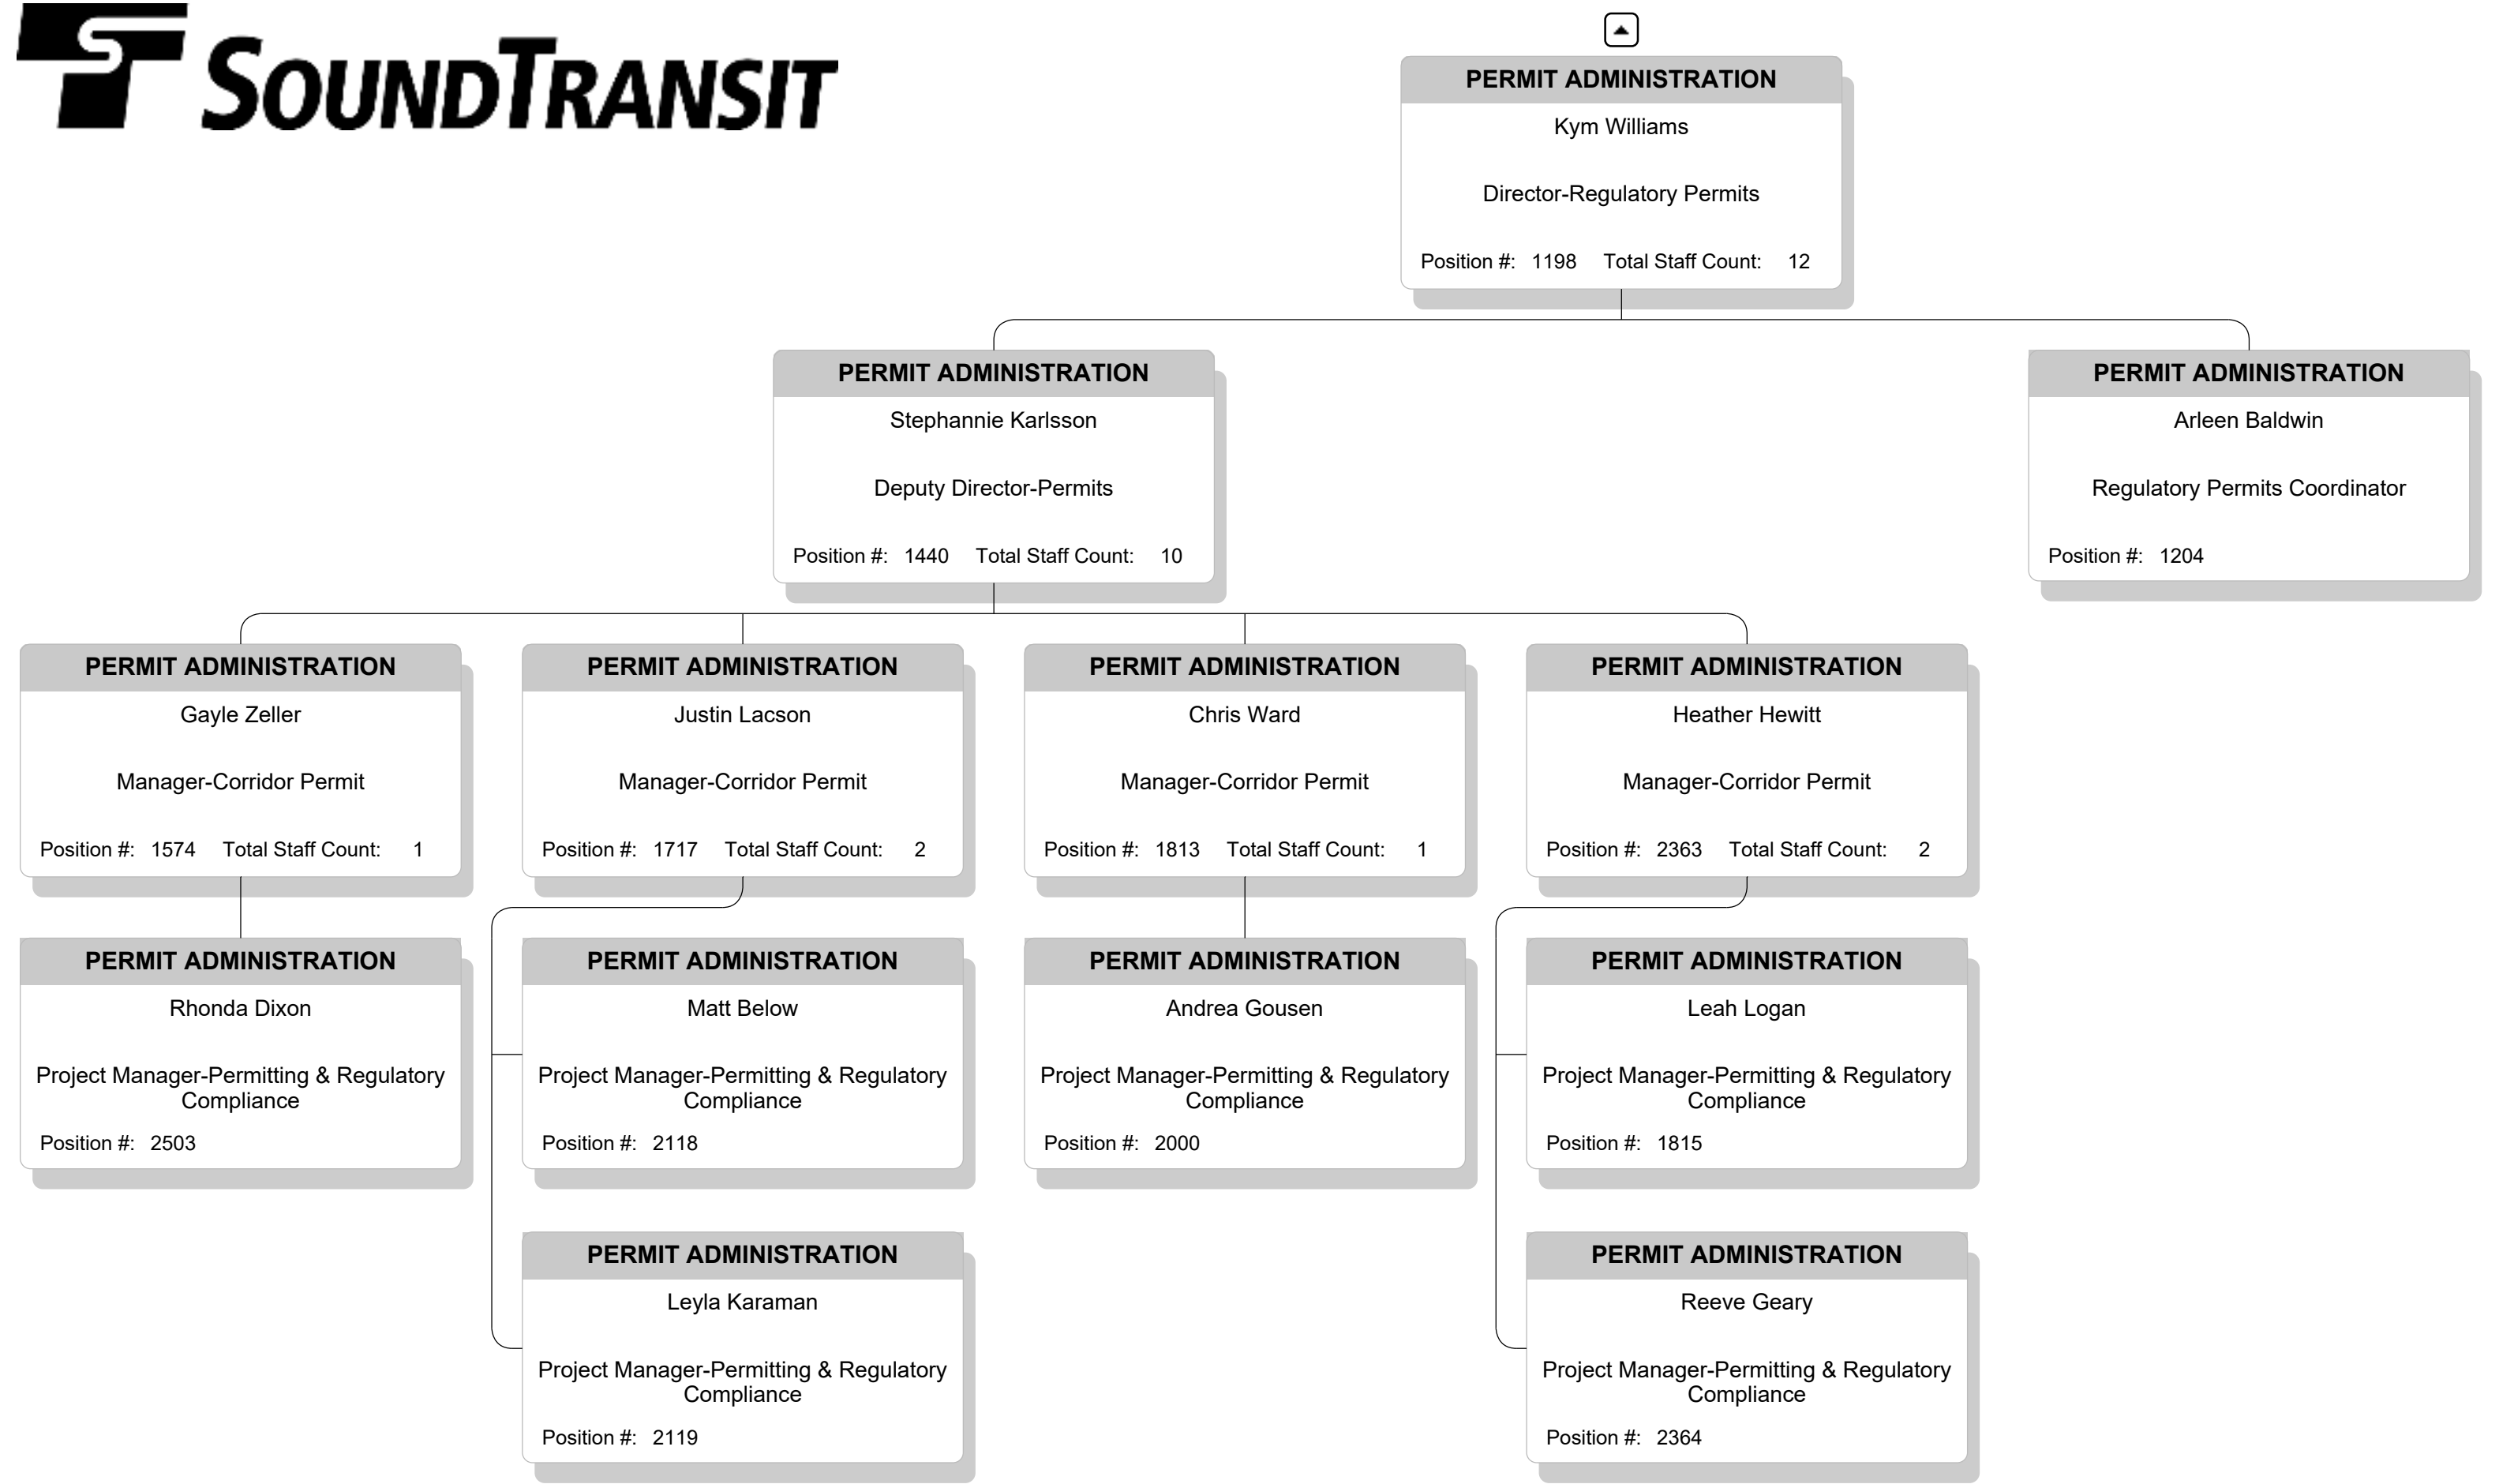 SOUNDTRANSIT
PERMIT ADMINISTRATION
Kym Williams
Director-Regulatory Permits
Position #: 1198 Total Staff Count: 12
PERMIT ADMINISTRATION
Stephannie Karlsson
Deputy Director-Permits
Position #: 1440 Total Staff Count: 10
PERMIT ADMINISTRATION
Arleen Baldwin
Regulatory Permits Coordinator
Position #: 1204
PERMIT ADMINISTRATION
Gayle Zeller
Manager-Corridor Permit
Position #: 1574 Total Staff Count: 1
PERMIT ADMINISTRATION
Justin Lacson
Manager-Corridor Permit
Position #: 1717 Total Staff Count: 2
PERMIT ADMINISTRATION
Chris Ward
Manager-Corridor Permit
Position #: 1813 Total Staff Count: 1
PERMIT ADMINISTRATION
Heather Hewitt
Manager-Corridor Permit
Position #: 2363 Total Staff Count: 2
PERMIT ADMINISTRATION
Rhonda Dixon
Project Manager-Permitting & Regulatory
Compliance
Position #: 2503
PERMIT ADMINISTRATION
Matt Below
Project Manager-Permitting & Regulatory
Compliance
Position #: 2118
PERMIT ADMINISTRATION
Andrea Gousen
Project Manager-Permitting & Regulatory
Compliance
Position #: 2000
PERMIT ADMINISTRATION
Leah Logan
Project Manager-Permitting & Regulatory
Compliance
Position #: 1815
PERMIT ADMINISTRATION
Leyla Karaman
Project Manager-Permitting & Regulatory
Compliance
Position #: 2119
PERMIT ADMINISTRATION
Reeve Geary
Project Manager-Permitting & Regulatory
Compliance
Position #: 2364